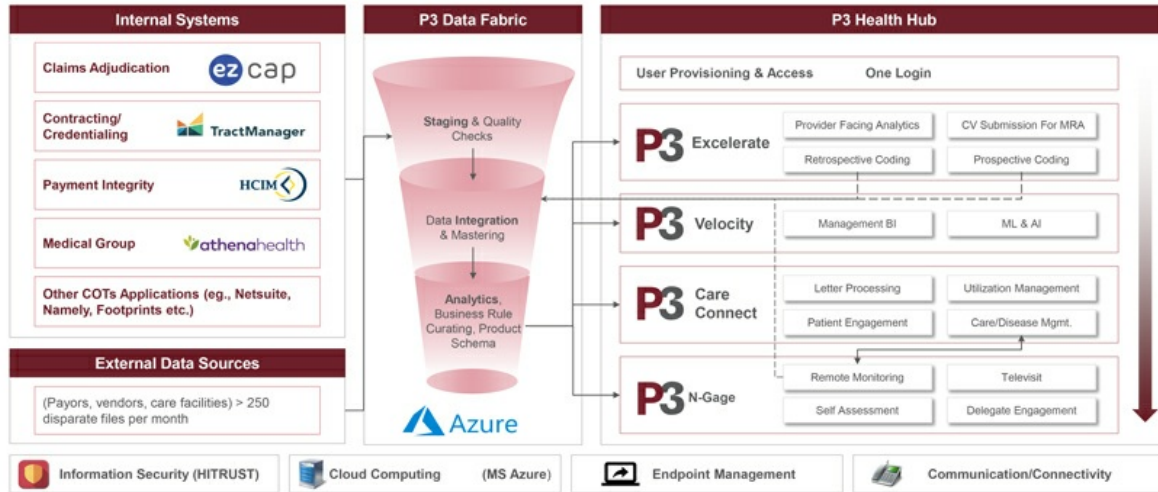 Internal Systems
Claims Adjudication
ez cap
Contracting/
Credentialing
TractManager
Payment Integrity
HCIM
Medical Group
athenahealth
Other COTs Applications (eg., Netsuite,
Namely, Footprints etc.)
External Data Sources
(Payors, vendors, care facilities) > 250
disparate files per month
P3 Data Fabric
Staging & Quality
Checks
Data Integration
& Mastering
Analytics,
Business Rule
Curating, Product
Schema
Azure
P3 Health Hub
User Provisioning & Access
One Login
P3 Excelerate
Provider Facing Analytics
CV Submission For MRA
Retrospective Coding
Prospective Coding
P3 Velocity
Management BI
ML & AI
P3 Care
Connect
Letter Processing
Utilization Management
Patient Engagement
Care/Disease Mgmt.
P3 N-Gage
Remote Monitoring
Televisit
Self Assessment
Delegate Engagement
Information Security (HITRUST)
Cloud Computing (MS Azure)
Endpoint Management
Communication/Connectivity